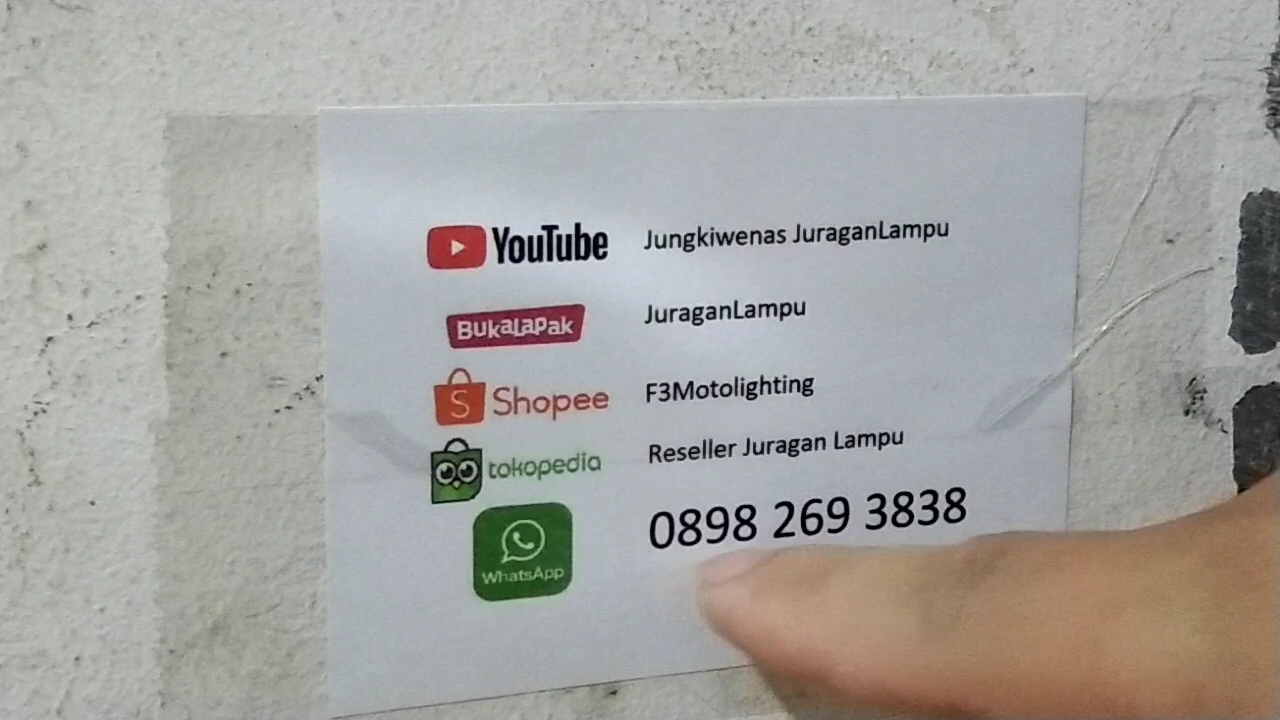 YouTube Jungkiwenas JuraganLampu
BukaLapak JuraganLampu
Shopee F3Motolighting
tokopedia Reseller Juragan Lampu
WhatsApp 0898 269 3838